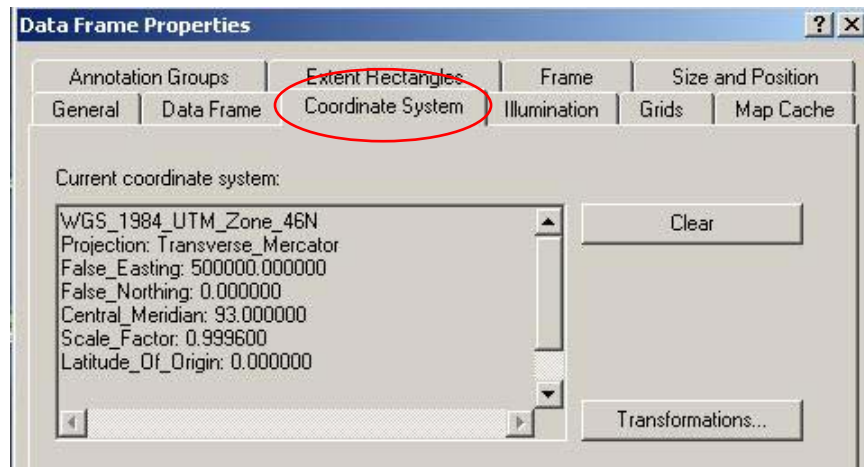 Data Frame Properties
Annotation Groups Extent Rectangles Frame Size and Position
General Data Frame Coordinate System Illumination Grids Map Cache
Current coordinate system:
WGS_1984_UTM_Zone_46N
Clear
Projection: Transverse_Mercator
False_Easting: 500000.000000
False_Northing: 0.000000
Central_Meridian: 93.000000
Scale_Factor: 0.999600
Latitude_Of_Origin: 0.000000
Transformations...